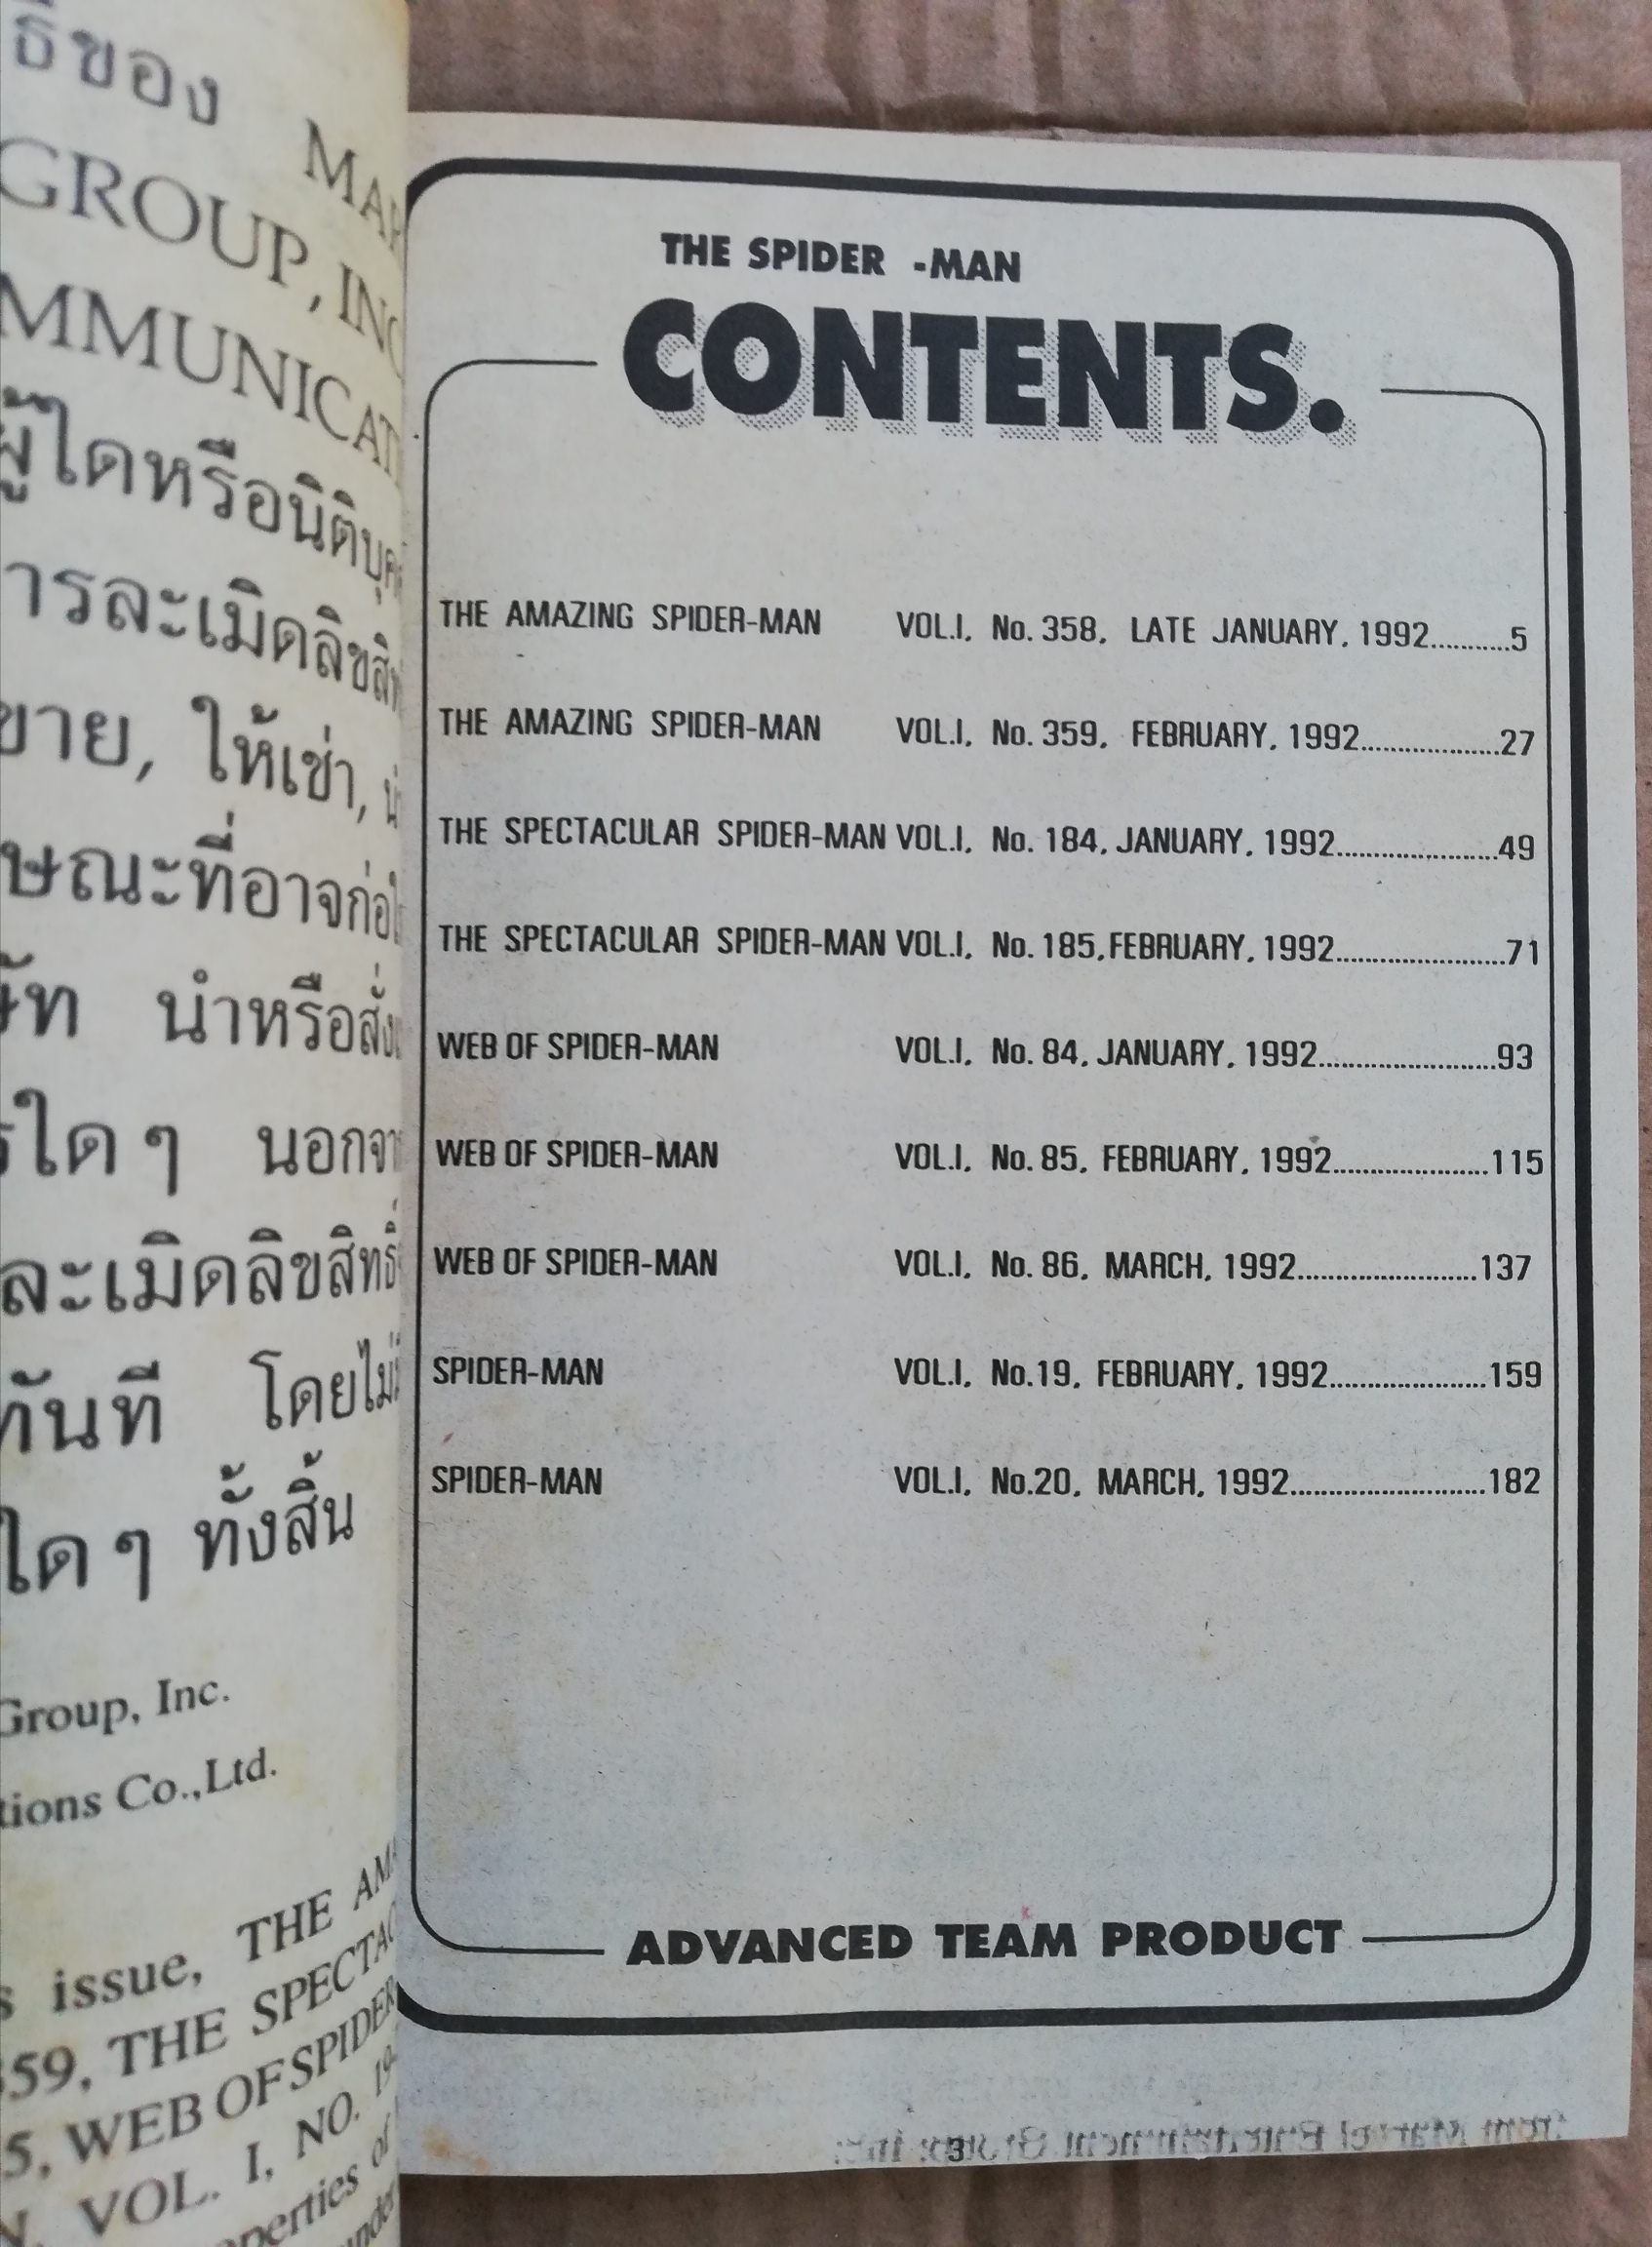 ของ
GROUP, INC
ผู้ใดหรือนิติบุค
ารละเมิดลิขสิท
ขาย, ให้เช่า,
ษณะที่อาจก่อ
นำหรือสั่ง
ใดๆ นอกจา
ละเมิดลิขสิทธิ์
ทันที โดยไม่
ใดๆ ทั้งสิ้น
Group, Inc.
tions Co.,Ltd.
issue, THE AM
359, THE SPECTAC
5, WEB OF SPIDER
VOL. I, NO. 19
operties of
under
THE SPIDER -MAN
CONTENTS.
THE AMAZING SPIDER-MAN VOL.I, No. 358, LATE JANUARY, 1992..........5
THE AMAZING SPIDER-MAN VOL.I, No. 359, FEBRUARY, 1992..................27
THE SPECTACULAR SPIDER-MAN VOL.I, No. 184, JANUARY, 1992.....................49
THE SPECTACULAR SPIDER-MAN VOL.I, No. 185, FEBRUARY, 1992......................71
WEB OF SPIDER-MAN VOL.I, No. 84, JANUARY, 1992.......................93
WEB OF SPIDER-MAN VOL.I, No. 85, FEBRUARY, 1992....................115
WEB OF SPIDER-MAN VOL.I, No. 86, MARCH, 1992.......................137
SPIDER-MAN VOL.I, No.19, FEBRUARY, 1992....................159
SPIDER-MAN VOL.I, No.20, MARCH, 1992.........................182
ADVANCED TEAM PRODUCT
3